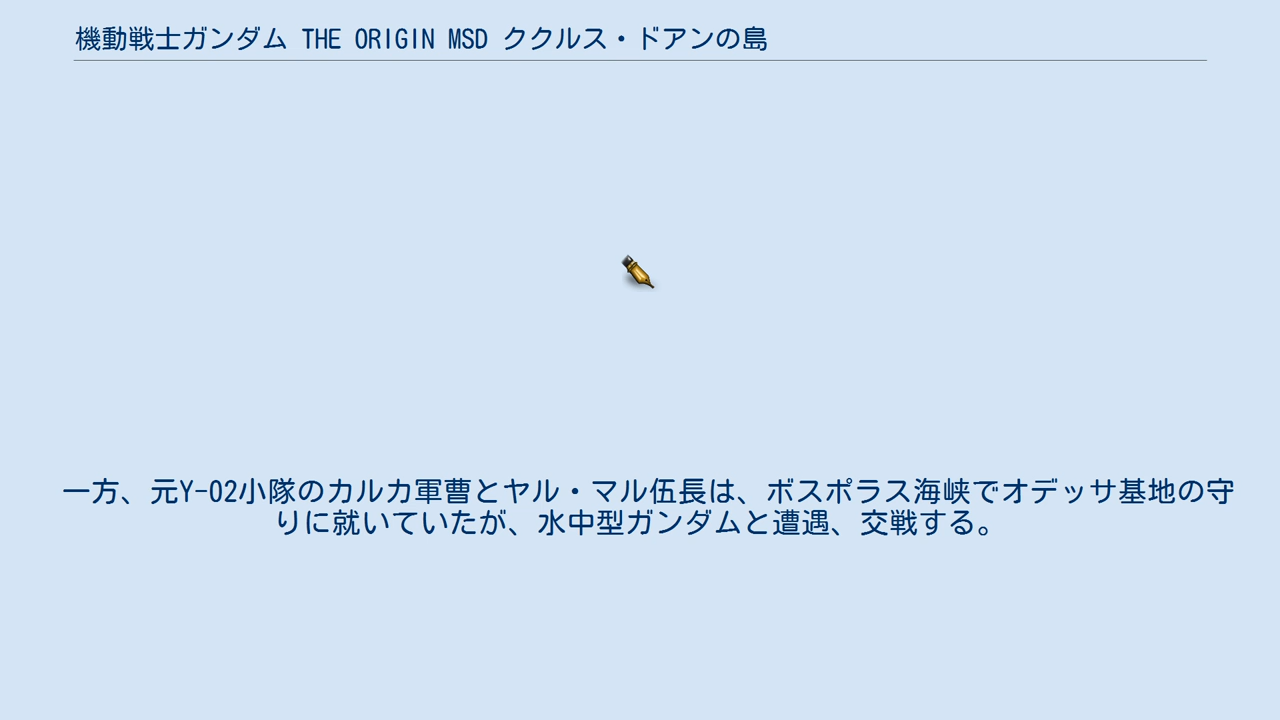 機動戦士ガンダム THE ORIGIN MSD ククルス・ドアンの島
一方、元Y-02小隊のカルカ軍曹とヤル・マル伍長は、ボスポラス海峡でオデッサ基地の守
りに就いていたが、水中型ガンダムと遭遇、交戦する。